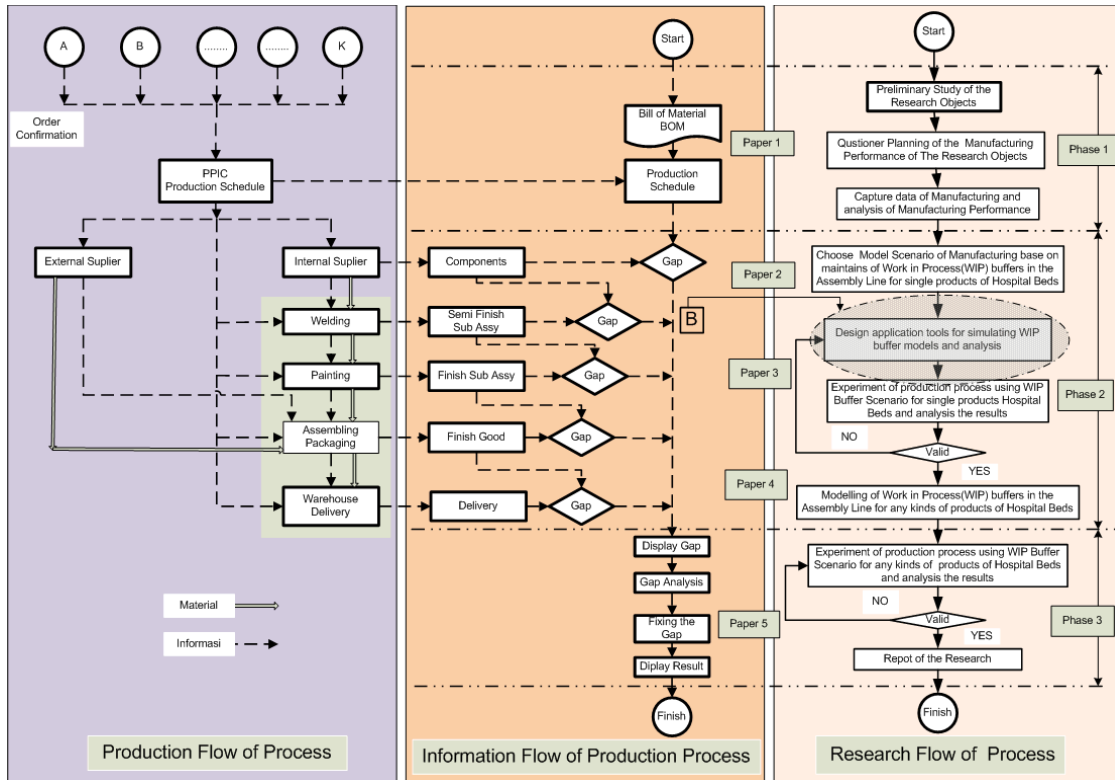 A
B
........
........
K
Order
Confirmation
PPIC
Production Schedule
External Suplier
Internal Suplier
Welding
Painting
Assembling
Packaging
Warehouse
Delivery
Material
Informasi
Production Flow of Process
Start
Bill of Material
BOM
Production
Schedule
Components
Gap
Semi Finish
Sub Assy
Gap
Finish Sub Assy
Gap
Finish Good
Gap
Delivery
Gap
B
Display Gap
Gap Analysis
Fixing the
Gap
Diplay Result
Finish
Information Flow of Production Process
Paper 1
Paper 2
Paper 3
Paper 4
Paper 5
Start
Preliminary Study of the
Research Objects
Qustioner Planning of the Manufacturing
Performance of The Research Objects
Capture data of Manufacturing and
analysis of Manufacturing Performance
Choose Model Scenario of Manufacturing base on
maintains of Work in Process(WIP) buffers in the
Assembly Line for single products of Hospital Beds
Design application tools for simulating WIP
buffer models and analysis
Experiment of production process using WIP
Buffer Scenario for single products Hospital
Beds and analysis the results
NO
Valid
YES
Modelling of Work in Process(WIP) buffers in the
Assembly Line for any kinds of products of Hospital Beds
Experiment of production process using WIP Buffer
Scenario for any kinds of products of Hospital Beds
and analysis the results
NO
Valid
YES
Repot of the Research
Finish
Phase 1
Phase 2
Phase 3
Research Flow of Process